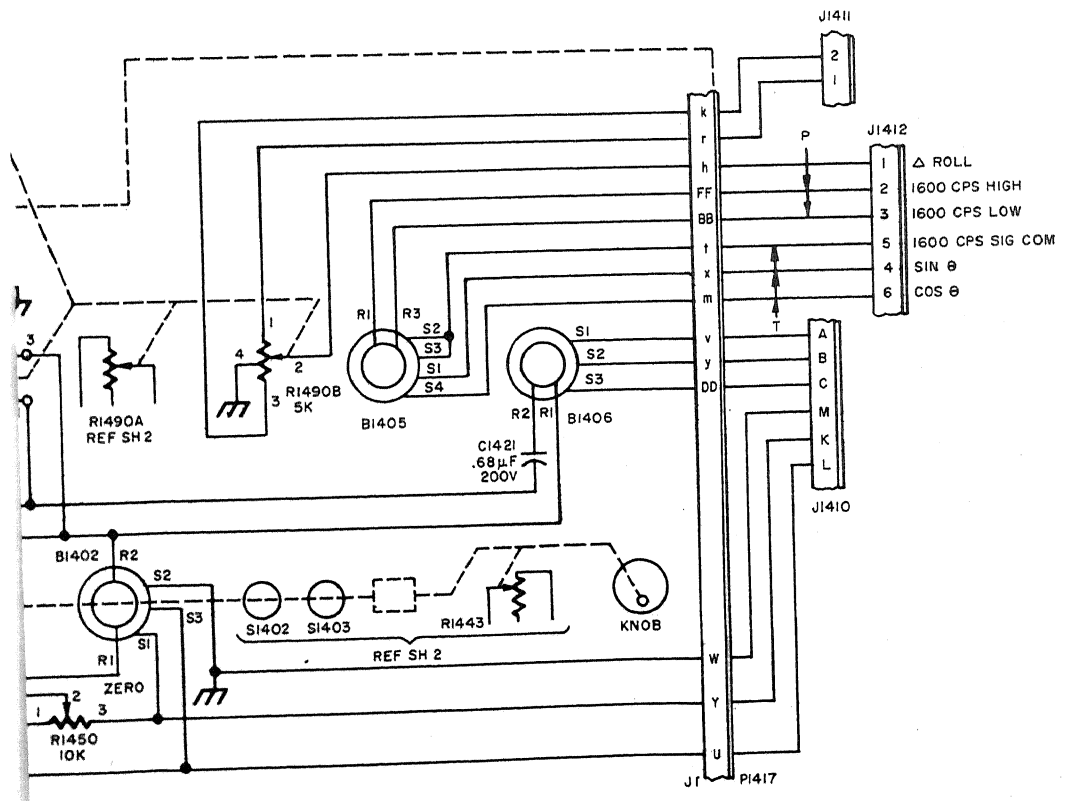 J1411
2
1
k
r
J1412
P
h
1 Δ ROLL
FF
2 1600 CPS HIGH
BB
3 1600 CPS LOW
t
5 1600 CPS SIG COM
x
4 SIN θ
m
6 COS θ
T
R1 R3
S2
S3
S1
S4
1
4
2
3
R1490B
5K
B1405
3
R1490A
REF SH 2
S1
S2
S3
R2 R1
B1406
v
y
DD
A
B
C
M
K
L
J1410
C1421
.68µF
200V
B1402
R2
S2
S3
S1
R1
ZERO
S1402
S1403
R1443
REF SH 2
KNOB
W
Y
U
1
2
3
R1450
10K
J1
P1417